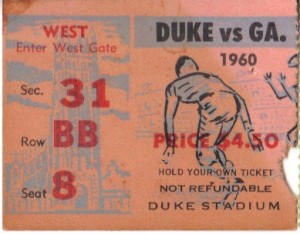 WEST
Enter West Gate
Sec. 31
Row BB
Seat 8
DUKE vs GA.
1960
PRICE $4.50
HOLD YOUR OWN TICKET
NOT REFUNDABLE
DUKE STADIUM